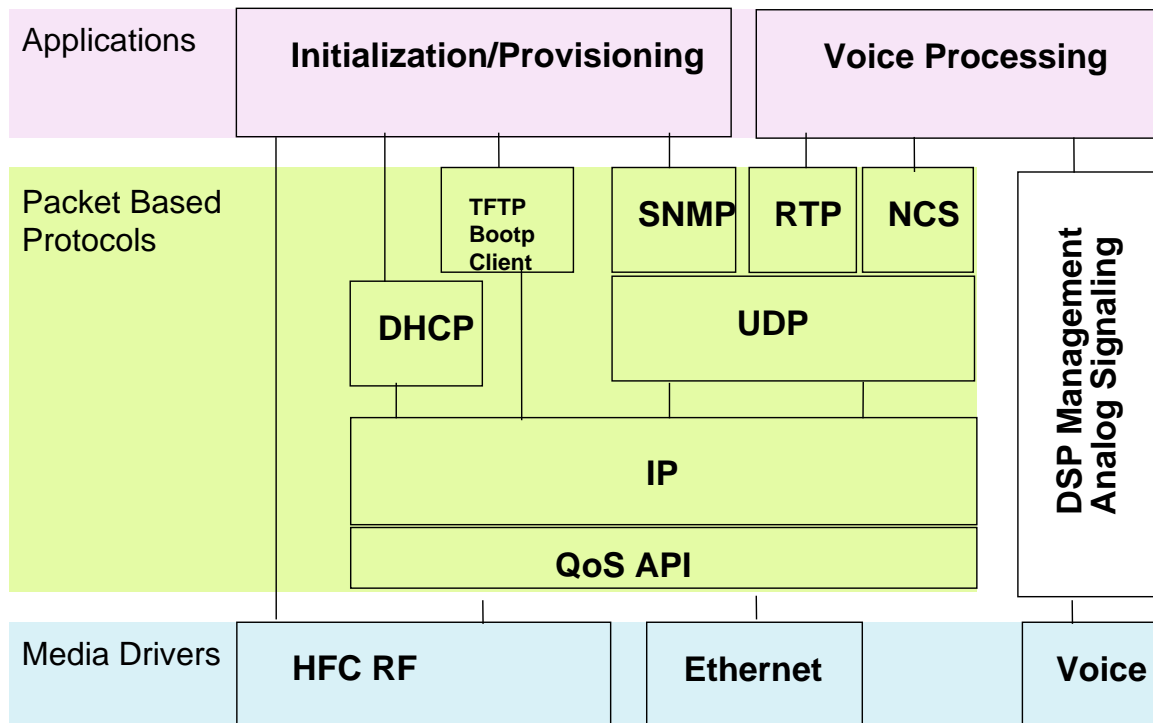 Applications
Initialization/Provisioning
Voice Processing
Packet Based
Protocols
TFTP
Bootp
Client
SNMP
RTP
NCS
DHCP
UDP
DSP Management
Analog Signaling
IP
QoS API
Media Drivers
HFC RF
Ethernet
Voice